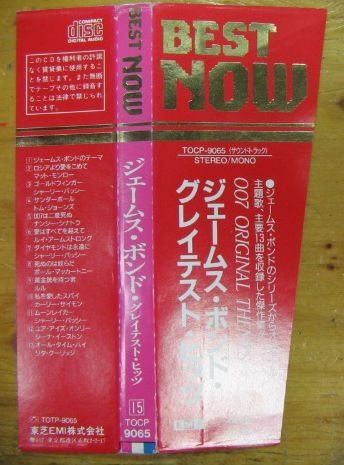 COMPACT
disc
DIGITAL AUDIO
このCDを権利者の許諾
なく賃貸業に使用するこ
とを禁じます。また無断
でテープその他に録音す
ることは法律で禁じられ
ています。
1 ジェームス・ボンドのテーマ
2 ロシアより愛をこめて
マット・モンロー
3 ゴールドフィンガー
シャーリー・バッシー
4 サンダーボール
トム・ジョーンズ
5 007は二度死ぬ
ナンシー・シナトラ
6 愛はすべてを超えて
ルイ・アームストロング
7 ダイヤモンドは永遠に
シャーリー・バッシー
8 死ぬのは奴らだ
ポール・マッカートニー
9 黄金銃を持つ男
ルル
10 私を愛したスパイ
カーリー・サイモン
11 ムーンレイカー
シャーリー・バッシー
12 ユア・アイズ・オンリー
シーナ・イーストン
13 オール・タイム・ハイ
リタ・クーリッジ
TOTP-9065
東芝EMI株式会社
BEST
NOW
ジェームス・ボンド・グレイテスト・ヒッツ
15
TOCP
9065
BEST
NOW
TOCP-9065 (サウンドトラック)
STEREO/MONO
●ジェームス・ボンドのシリーズから
主題歌、主要13曲を収録した傑作
007 ORIGINAL
ジェームス・ボンド・
グレイテスト
EMI